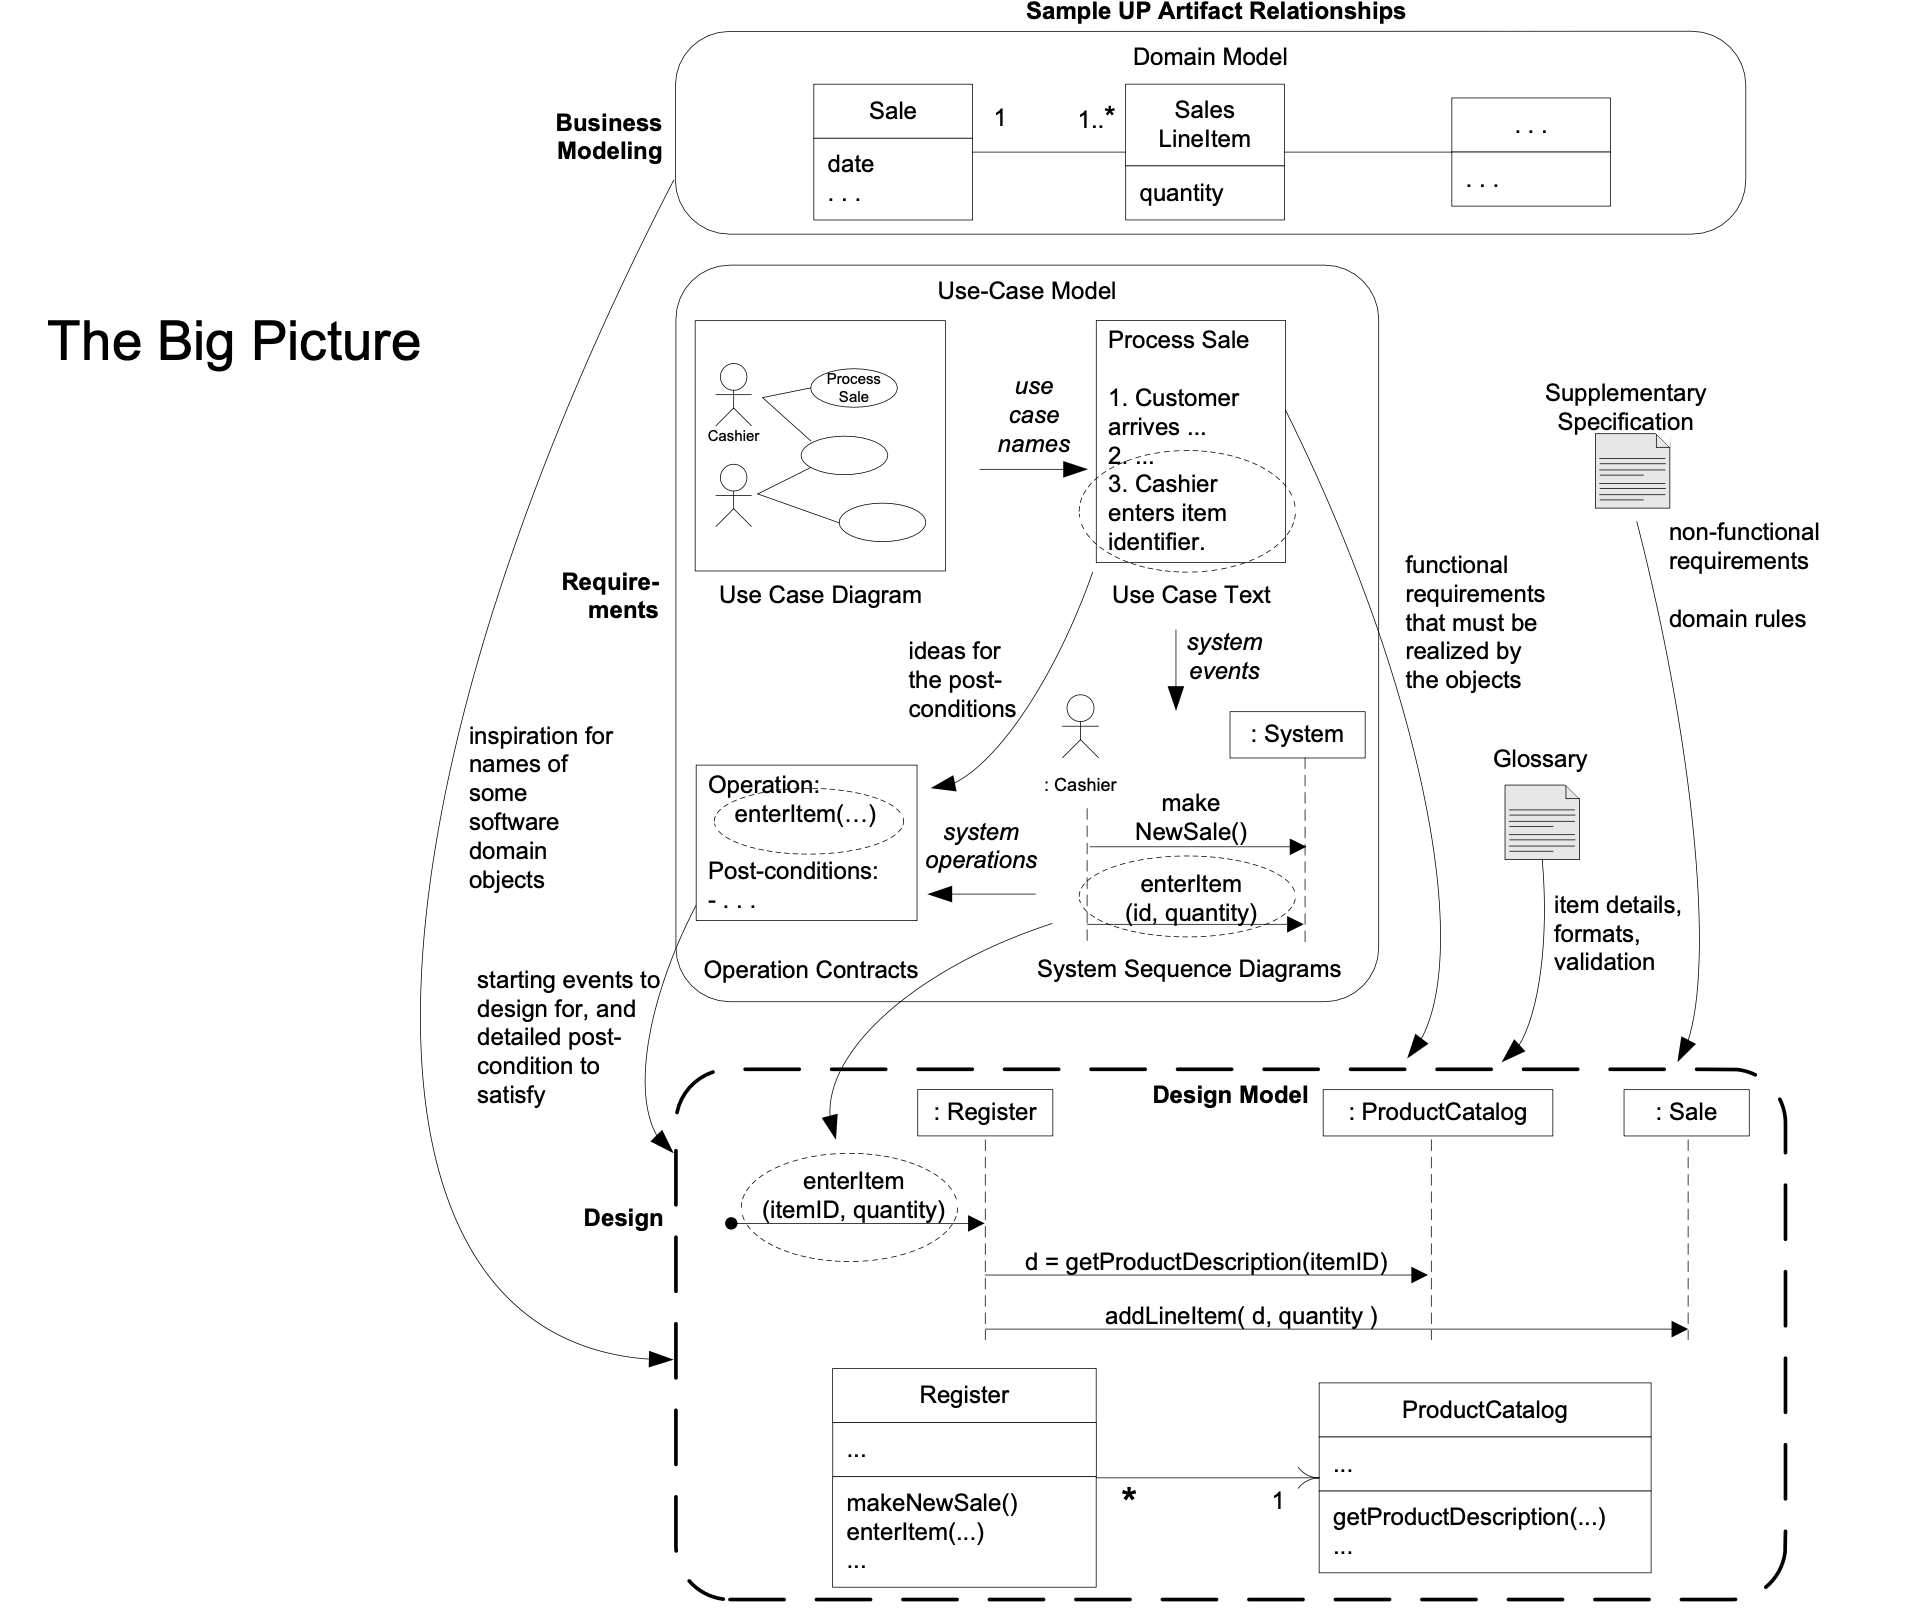 Sample UP Artifact Relationships
Domain Model
Business
Modeling
Sale
date
. . .
1
1..*
Sales
LineItem
quantity
. . .
. . .
The Big Picture
Use-Case Model
Require-
ments
Process
Sale
Cashier
Use Case Diagram
use
case
names
Process Sale
1. Customer
arrives ...
2. ...
3. Cashier
enters item
identifier.
Use Case Text
Supplementary
Specification
non-functional
requirements
domain rules
functional
requirements
that must be
realized by
the objects
ideas for
the post-
conditions
system
events
inspiration for
names of
some
software
domain
objects
Operation:
enterItem(…)
Post-conditions:
- . . .
Operation Contracts
system
operations
: Cashier
: System
make
NewSale()
enterItem
(id, quantity)
System Sequence Diagrams
Glossary
item details,
formats,
validation
starting events to
design for, and
detailed post-
condition to
satisfy
Design Model
Design
: Register
: ProductCatalog
: Sale
enterItem
(itemID, quantity)
d = getProductDescription(itemID)
addLineItem( d, quantity )
Register
...
makeNewSale()
enterItem(...)
...
*
1
ProductCatalog
...
getProductDescription(...)
...